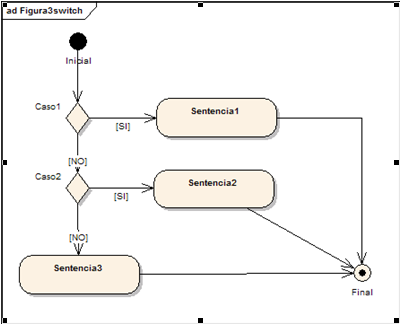 ad Figura3switch
Inicial
Caso1
Sentencia1
[SI]
[NO]
Caso2
Sentencia2
[SI]
[NO]
Sentencia3
Final